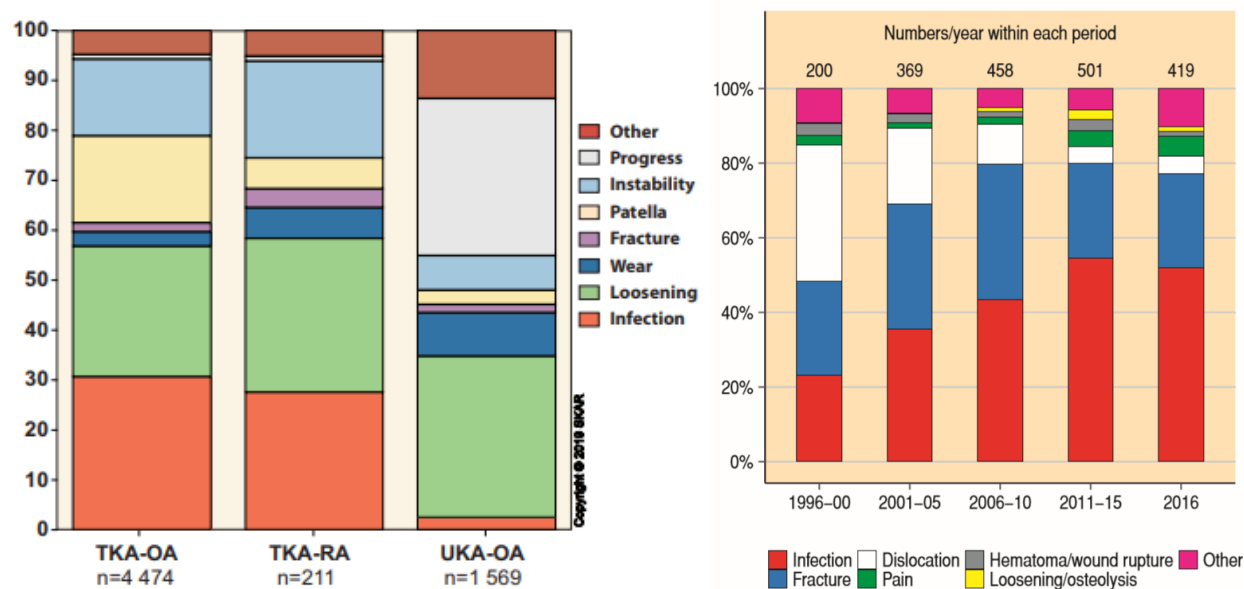 100
90
80
70
60
50
40
30
20
10
0
TKA-OA
n=4 474
TKA-RA
n=211
UKA-OA
n=1 569
Other
Progress
Instability
Patella
Fracture
Wear
Loosening
Infection
Copyright © 2019 SKAR
Numbers/year within each period
200 369 458 501 419
100%
80%
60%
40%
20%
0%
1996–00 2001–05 2006–10 2011–15 2016
Infection Dislocation Hematoma/wound rupture Other
Fracture Pain Loosening/osteolysis